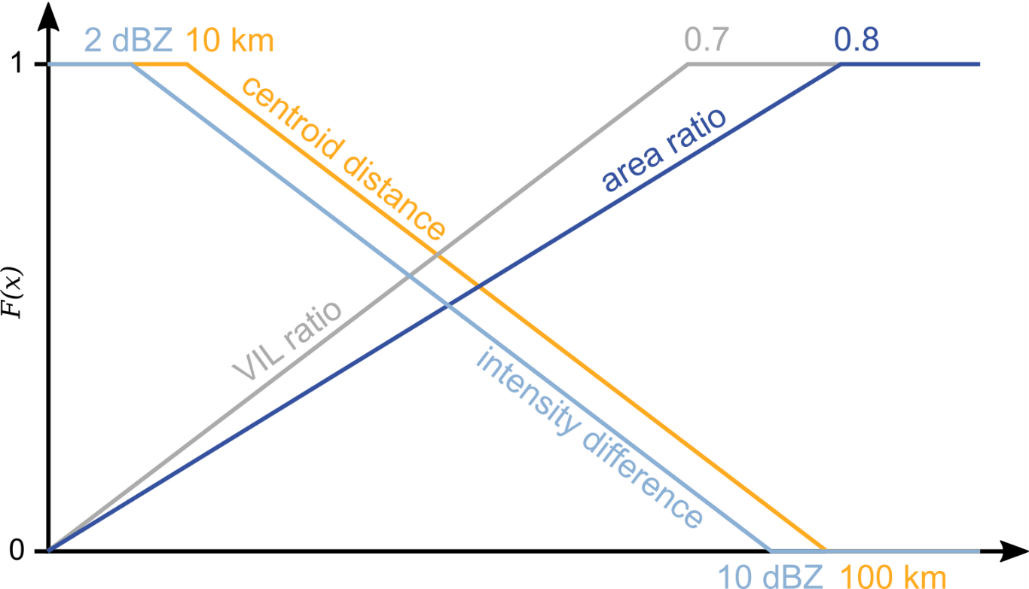 2 dBZ 10 km 0.7 0.8
1
centroid distance
area ratio
F(x)
VIL ratio
intensity difference
0
10 dBZ 100 km